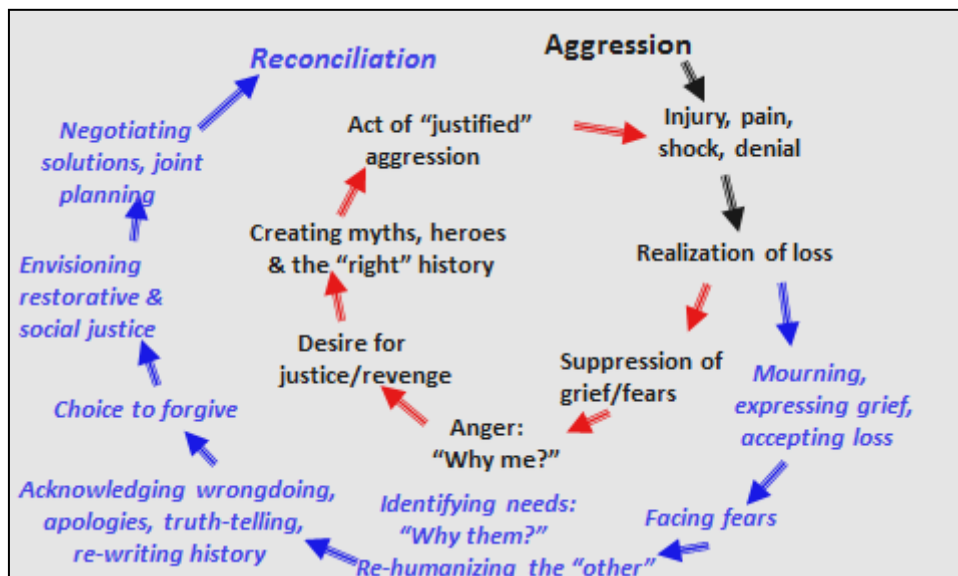 Aggression
Injury, pain,
shock, denial
Realization of loss
Suppression of
grief/fears
Anger:
“Why me?”
Desire for
justice/revenge
Creating myths, heroes
& the “right” history
Act of “justified”
aggression
Mourning,
expressing grief,
accepting loss
Facing fears
Identifying needs:
“Why them?”
Re-humanizing the “other”
Acknowledging wrongdoing,
apologies, truth-telling,
re-writing history
Choice to forgive
Envisioning
restorative &
social justice
Negotiating
solutions, joint
planning
Reconciliation